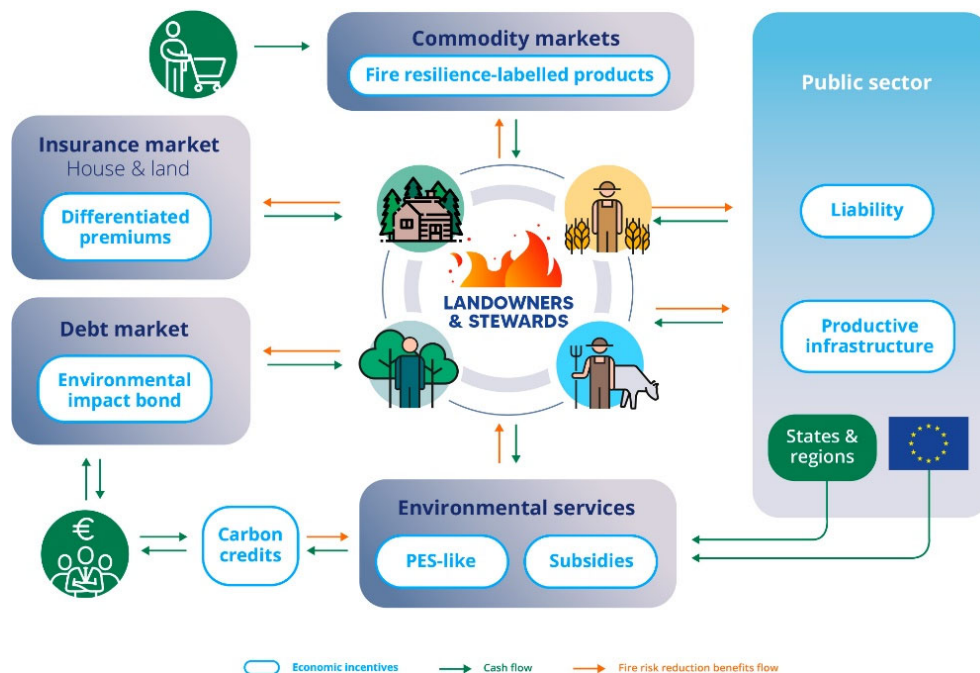 Commodity markets
Fire resilience-labelled products
Public sector
Insurance market
House & land
Differentiated
premiums
Liability
LANDOWNERS
& STEWARDS
Debt market
Environmental
impact bond
Productive
infrastructure
States &
regions
€
Carbon
credits
Environmental services
PES-like
Subsidies
Economic incentives
Cash flow
Fire risk reduction benefits flow